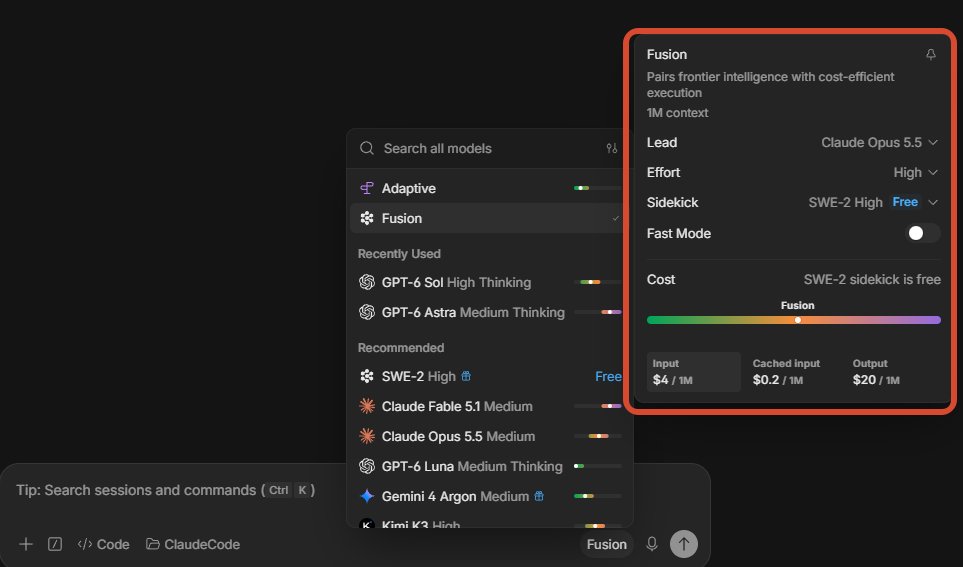 Fusion
Pairs frontier intelligence with cost-efficient
execution
1M context
Lead Claude Opus 5.5
Effort High
Sidekick SWE-2 High Free
Fast Mode
Cost SWE-2 sidekick is free
Fusion
Input Cached input Output
$4 / 1M $0.2 / 1M $20 / 1M
Search all models
Adaptive
Fusion
Recently Used
GPT-6 Sol High Thinking
GPT-6 Astra Medium Thinking
Recommended
SWE-2 High Free
Claude Fable 5.1 Medium
Claude Opus 5.5 Medium
GPT-6 Luna Medium Thinking
Gemini 4 Argon Medium
K Kimi K3 High
Tip: Search sessions and commands ( Ctrl K )
</> Code ClaudeCode Fusion